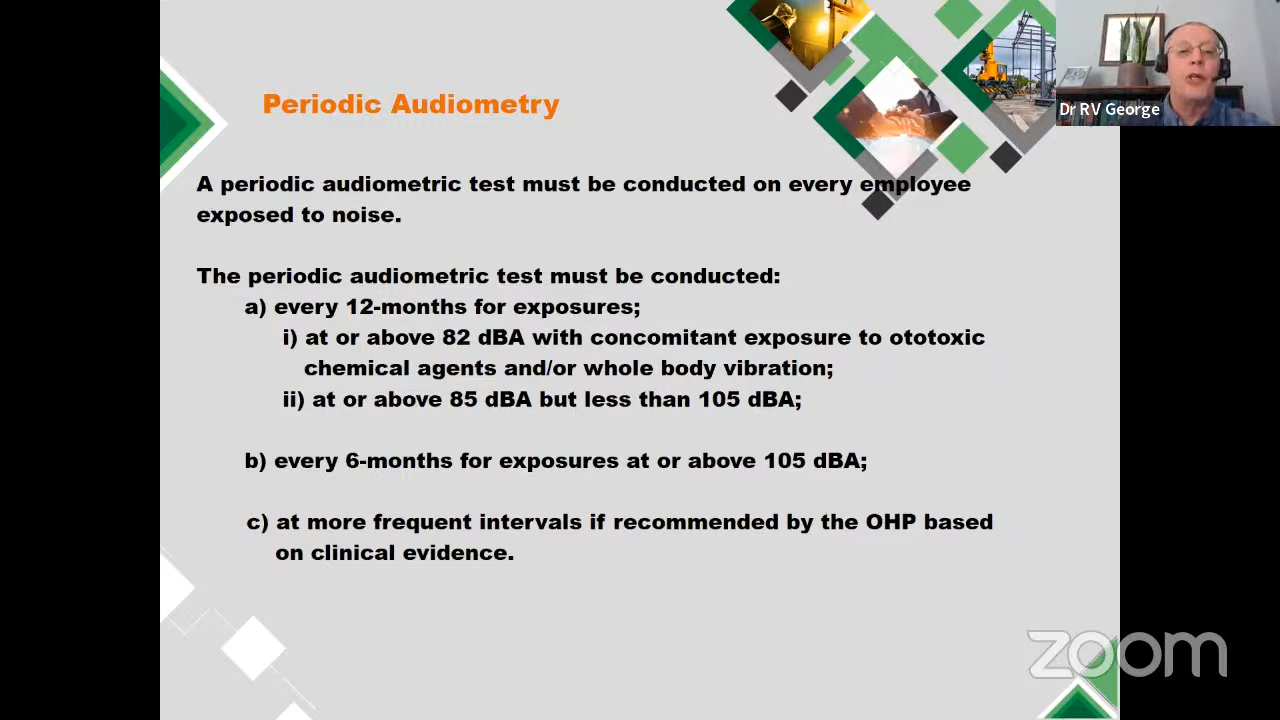 Periodic Audiometry
Dr RV George
A periodic audiometric test must be conducted on every employee
exposed to noise.
The periodic audiometric test must be conducted:
a) every 12-months for exposures;
i) at or above 82 dBA with concomitant exposure to ototoxic
chemical agents and/or whole body vibration;
ii) at or above 85 dBA but less than 105 dBA;
b) every 6-months for exposures at or above 105 dBA;
c) at more frequent intervals if recommended by the OHP based
on clinical evidence.
zoom